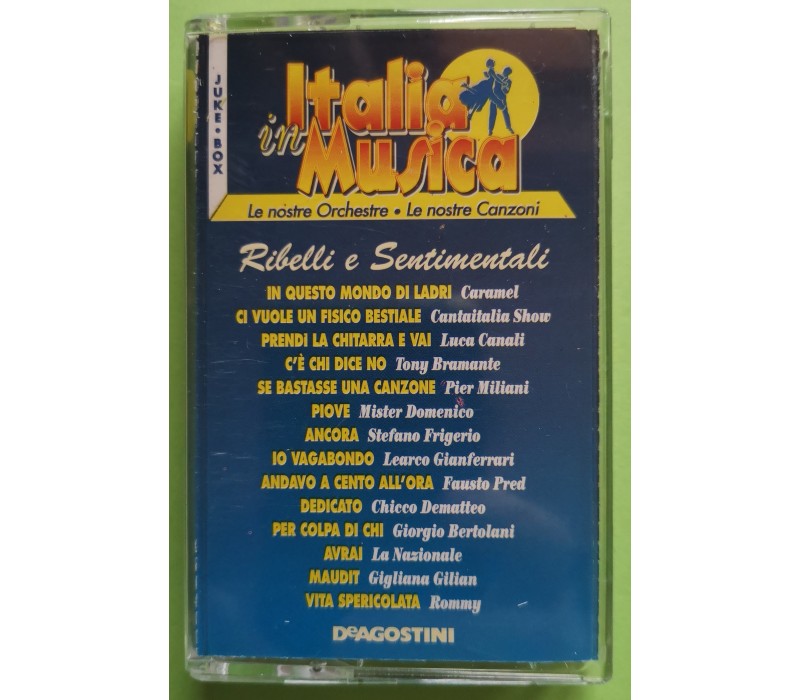 JUKE•BOX
Italia
in Musica
Le nostre Orchestre • Le nostre Canzoni
Ribelli e Sentimentali
IN QUESTO MONDO DI LADRI Caramel
CI VUOLE UN FISICO BESTIALE Cantaitalia Show
PRENDI LA CHITARRA E VAI Luca Canali
C'È CHI DICE NO Tony Bramante
SE BASTASSE UNA CANZONE Pier Miliani
PIOVE Mister Domenico
ANCORA Stefano Frigerio
IO VAGABONDO Learco Gianferrari
ANDAVO A CENTO ALL'ORA Fausto Pred
DEDICATO Chicco Dematteo
PER COLPA DI CHI Giorgio Bertolani
AVRAI La Nazionale
MAUDIT Gigliana Gilian
VITA SPERICOLATA Rommy
DeAGOSTINI